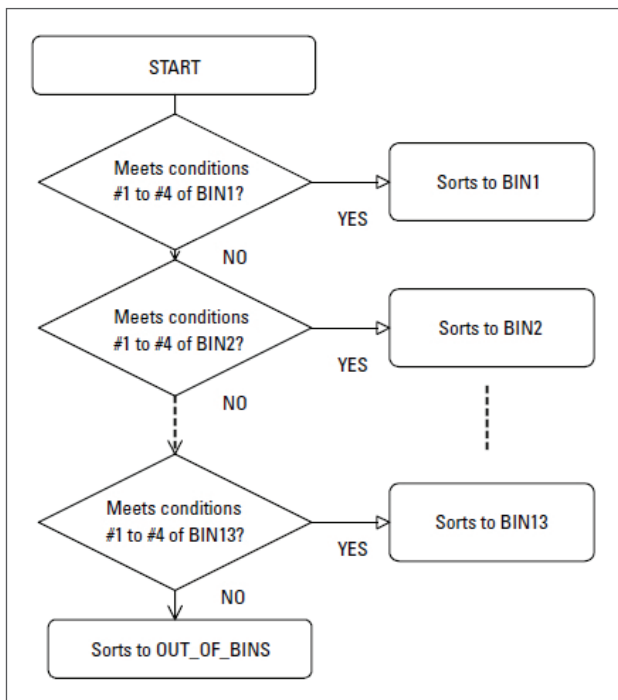 START
Meets conditions
#1 to #4 of BIN1?
YES
Sorts to BIN1
NO
Meets conditions
#1 to #4 of BIN2?
YES
Sorts to BIN2
NO
Meets conditions
#1 to #4 of BIN13?
YES
Sorts to BIN13
NO
Sorts to OUT_OF_BINS